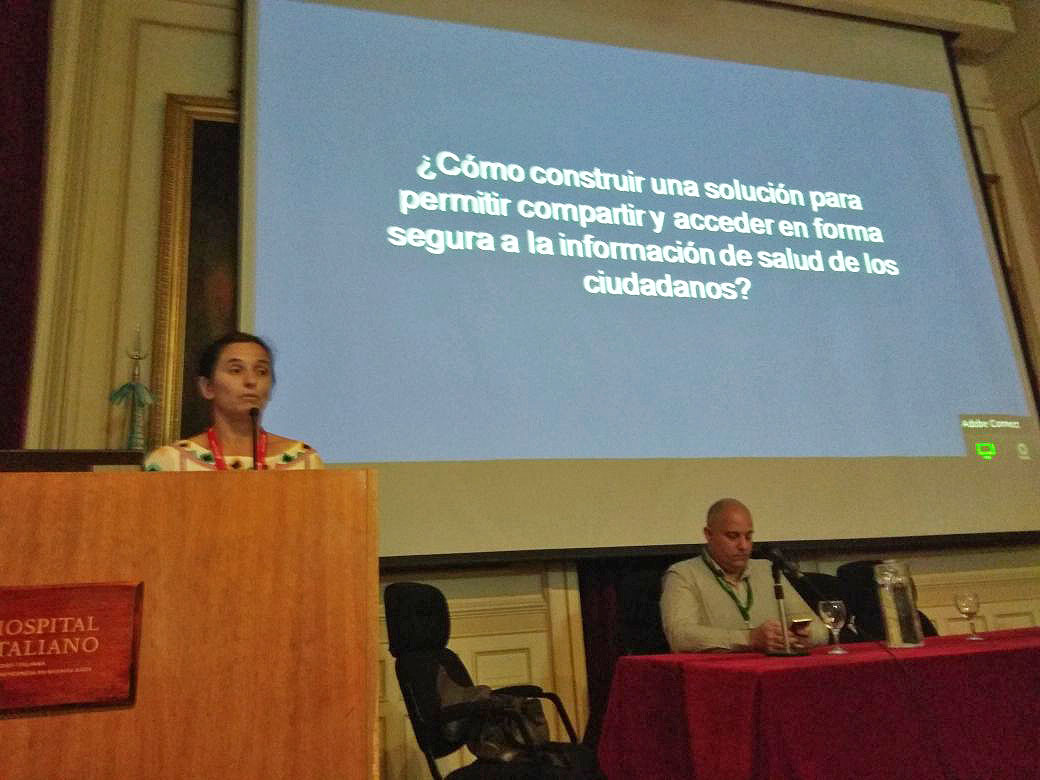 ¿Cómo construir una solución para
permitir compartir y acceder en forma
segura a la información de salud de los
ciudadanos?
Adobe Connect
HOSPITAL
ITALIANO